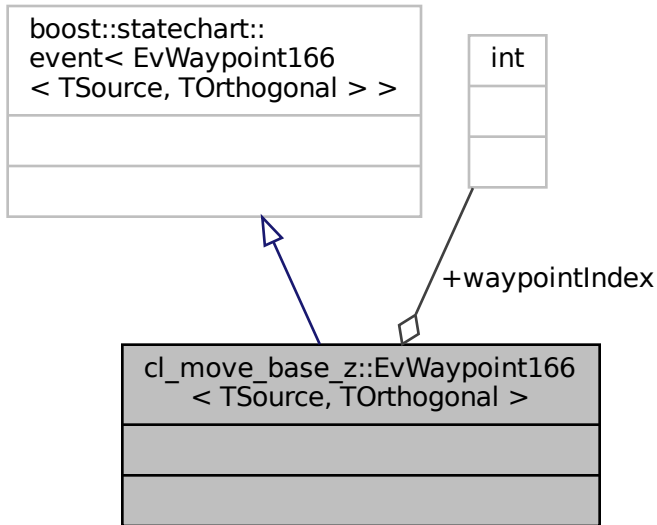 boost::statechart::
event< EvWaypoint166
< TSource, TOrthogonal > >
int
+waypointIndex
cl_move_base_z::EvWaypoint166
< TSource, TOrthogonal >